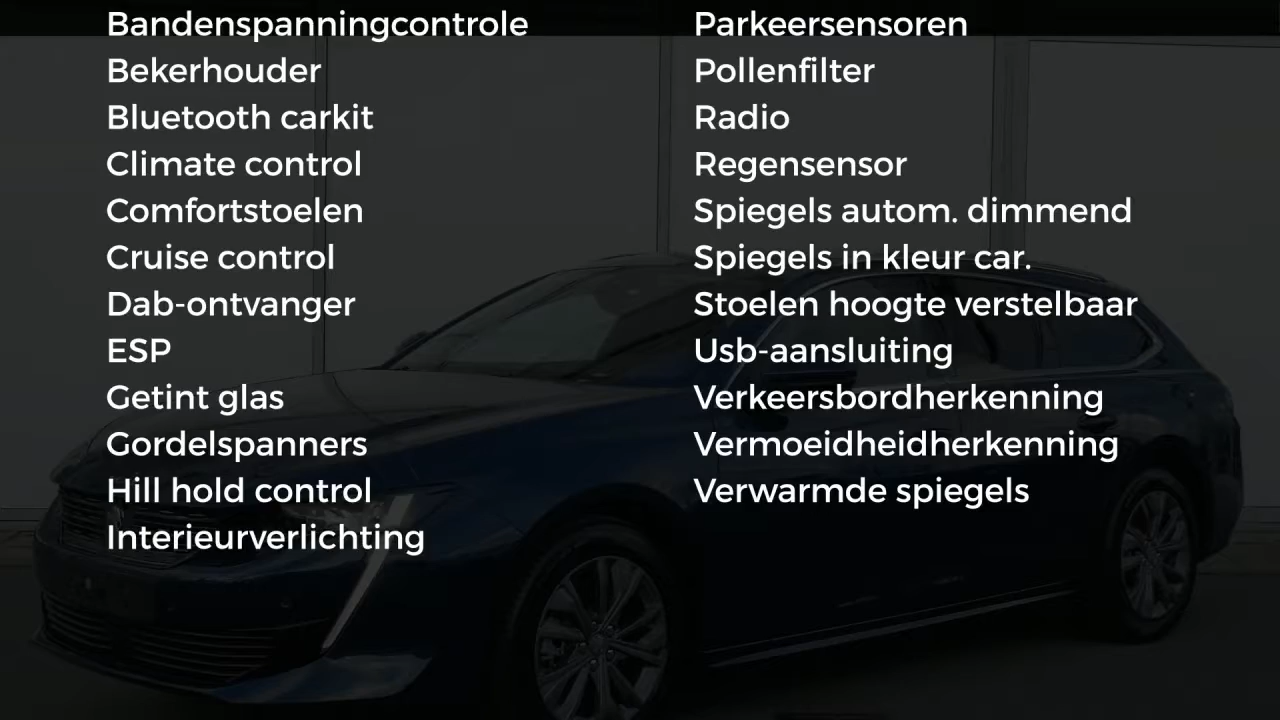 Bandenspanningcontrole
Bekerhouder
Bluetooth carkit
Climate control
Comfortstoelen
Cruise control
Dab-ontvanger
ESP
Getint glas
Gordelspanners
Hill hold control
Interieurverlichting
Parkeersensoren
Pollenfilter
Radio
Regensensor
Spiegels autom. dimmend
Spiegels in kleur car.
Stoelen hoogte verstelbaar
Usb-aansluiting
Verkeersbordherkenning
Vermoeidheidherkenning
Verwarmde spiegels